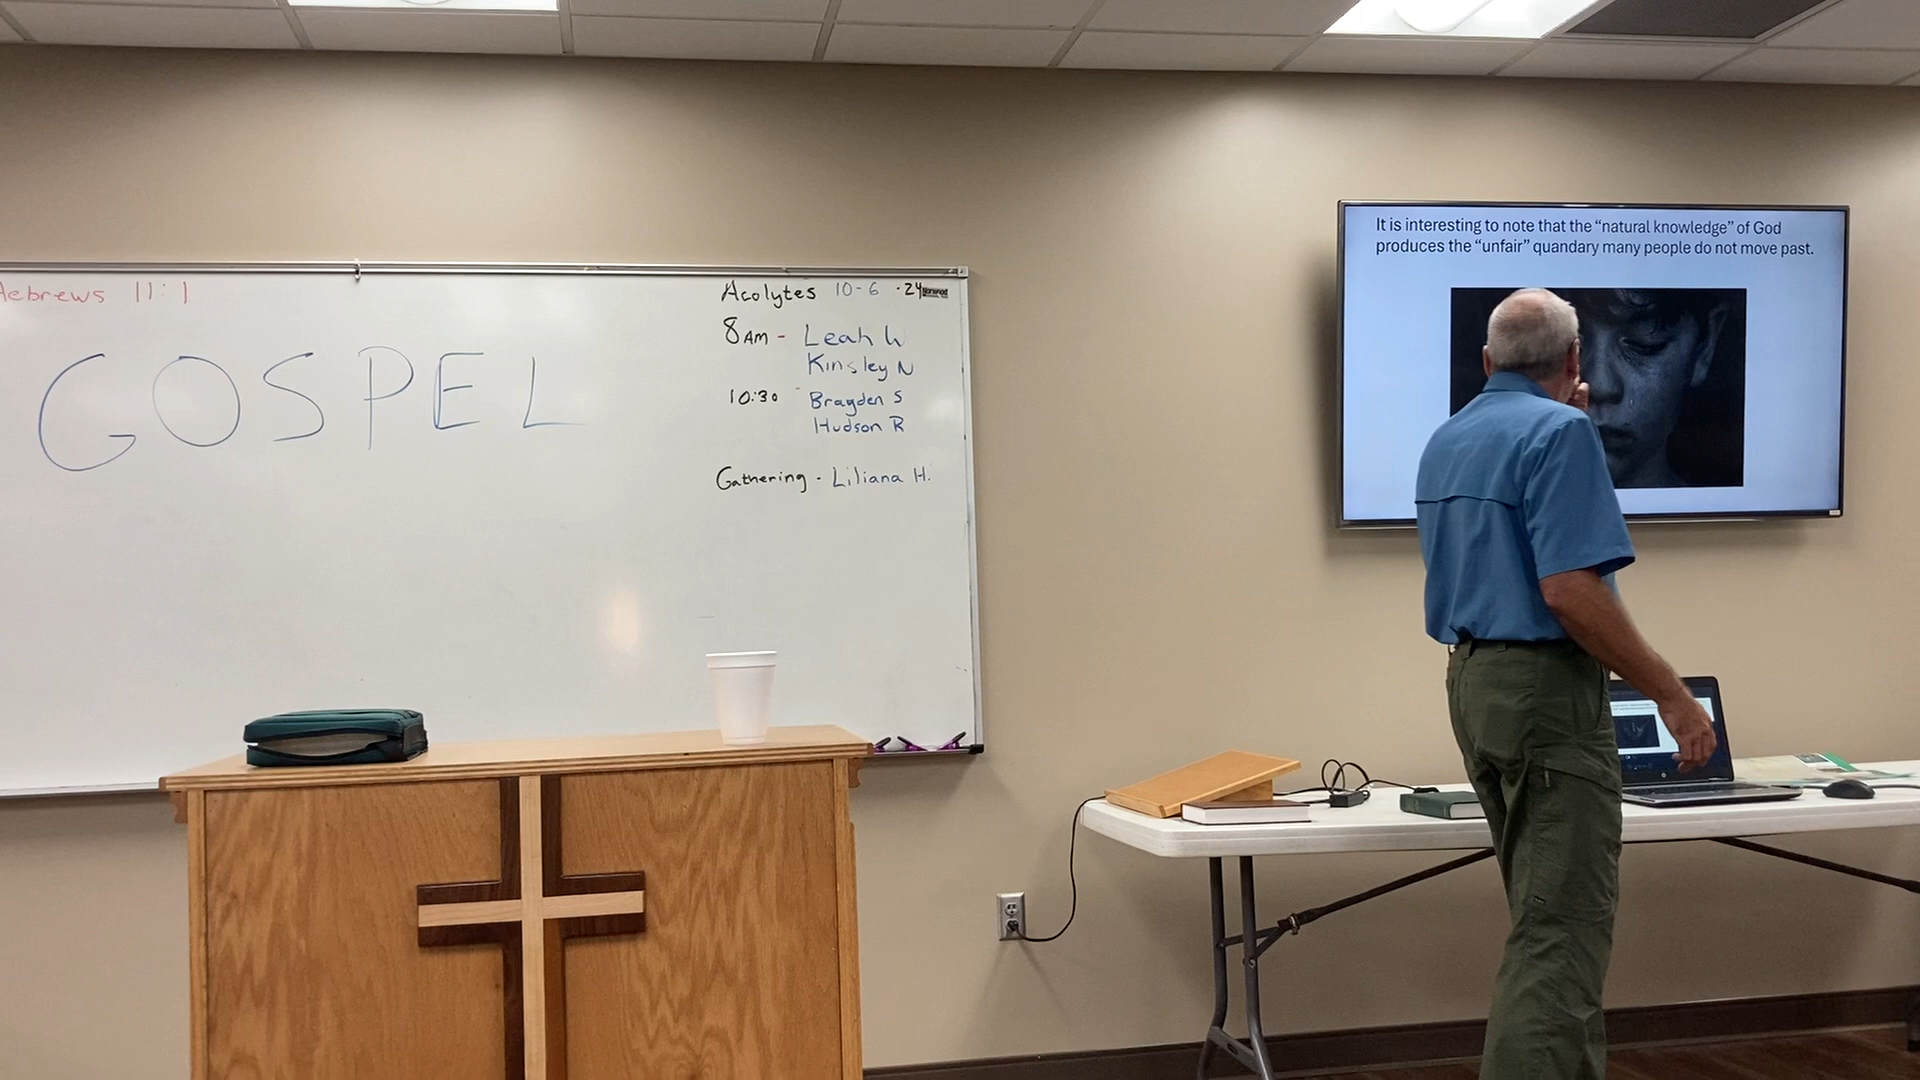 Hebrews 11:1
GOSPEL
Acolytes 10-6-24
8AM - Leah W
Kinsley N
10:30 Brayden S
Hudson R
Gathering - Liliana H.
It is interesting to note that the “natural knowledge” of God
produces the “unfair” quandary many people do not move past.